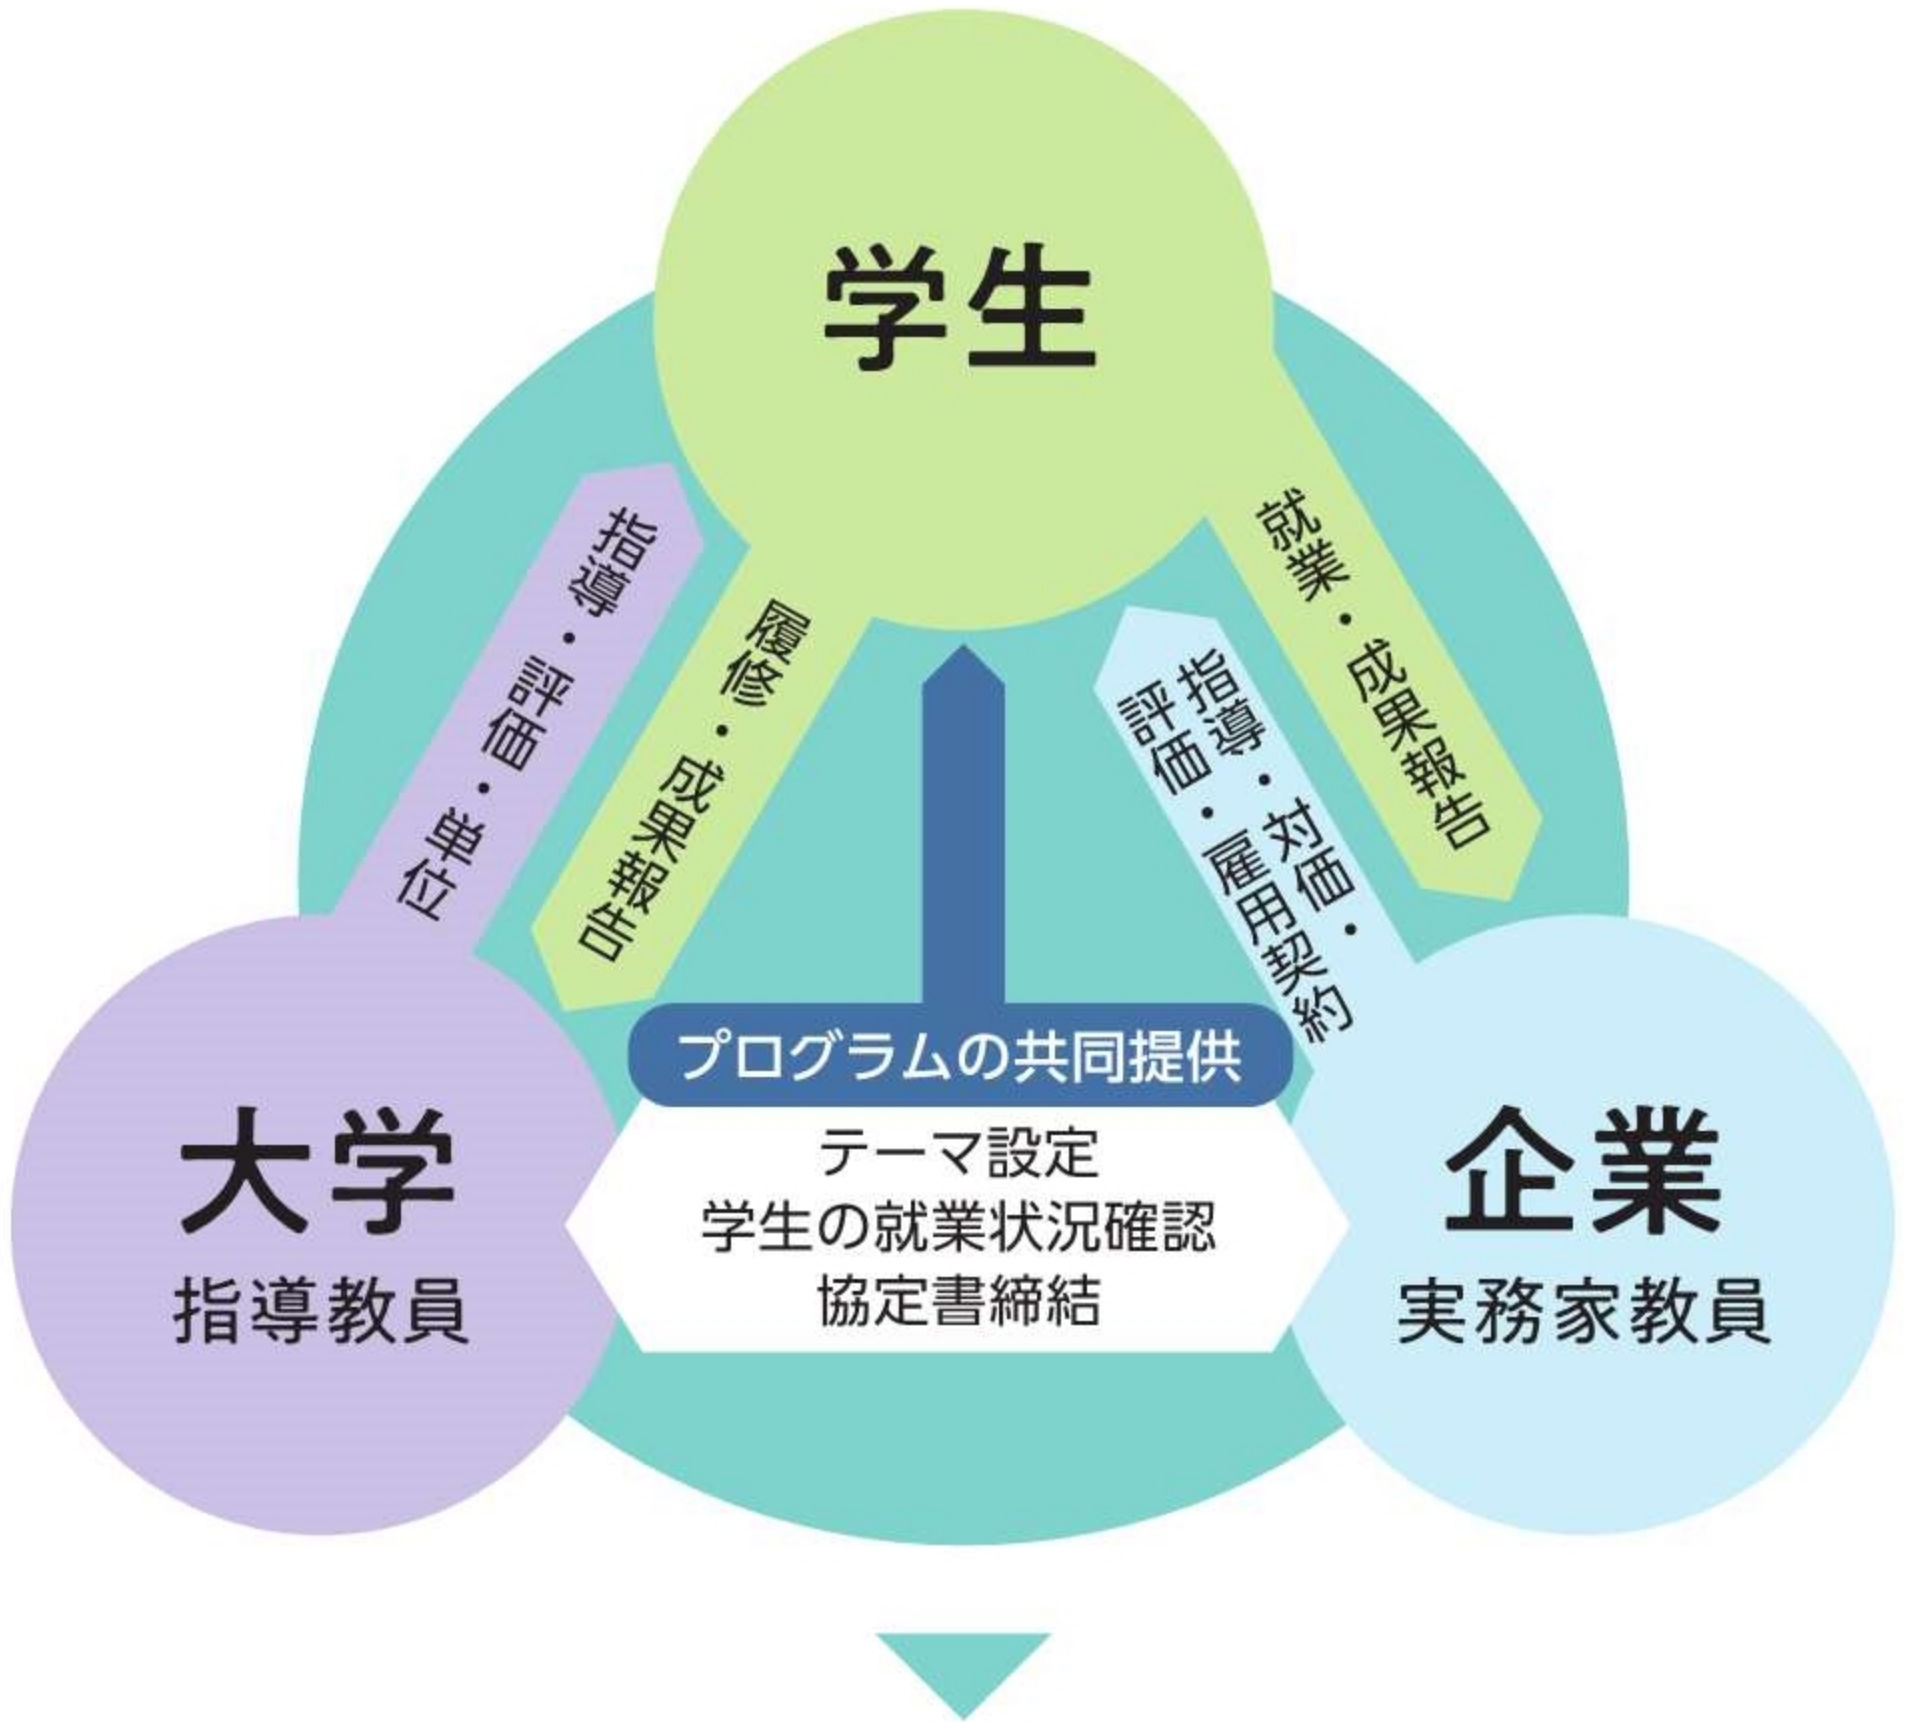 学生
指導・評価・単位
履修・成果報告
指導・対価・
評価・雇用契約
就業・成果報告
プログラムの共同提供
テーマ設定
学生の就業状況確認
協定書締結
大学
指導教員
企業
実務家教員